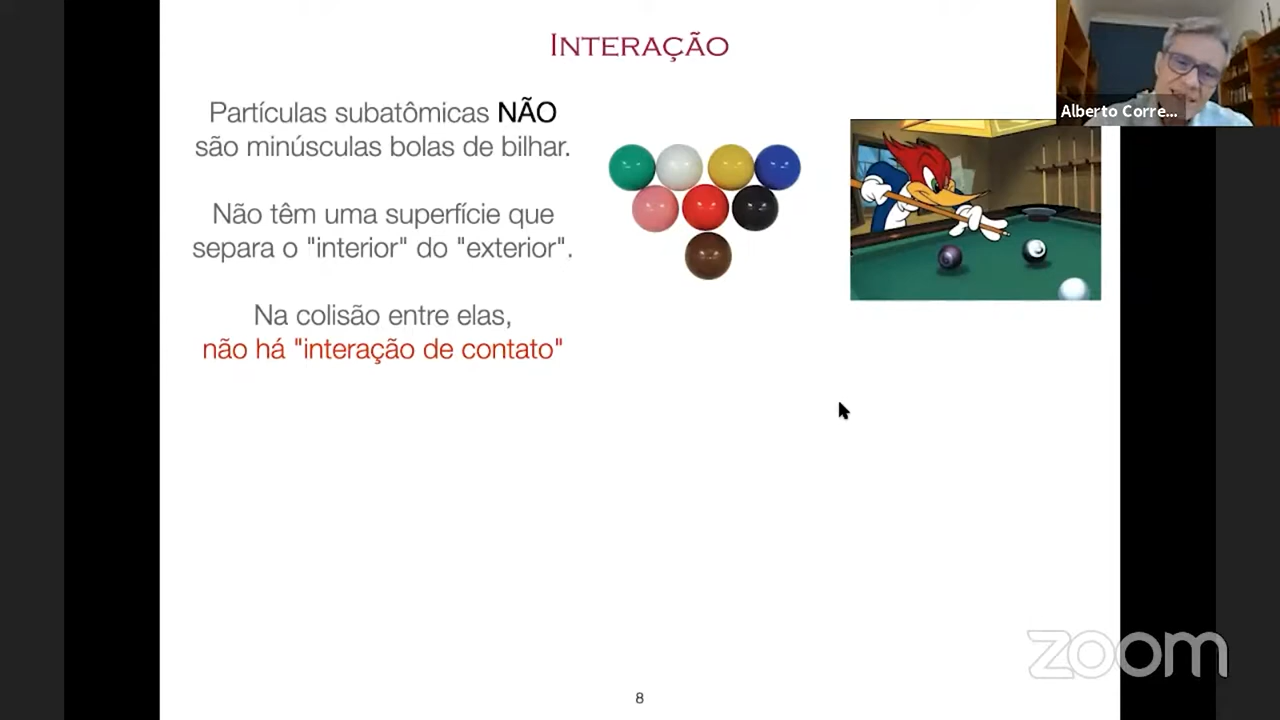 INTERAÇÃO
Partículas subatômicas NÃO
são minúsculas bolas de bilhar.
Não têm uma superfície que
separa o "interior" do "exterior".
Na colisão entre elas,
não há "interação de contato"
Alberto Corre...
zoom
8